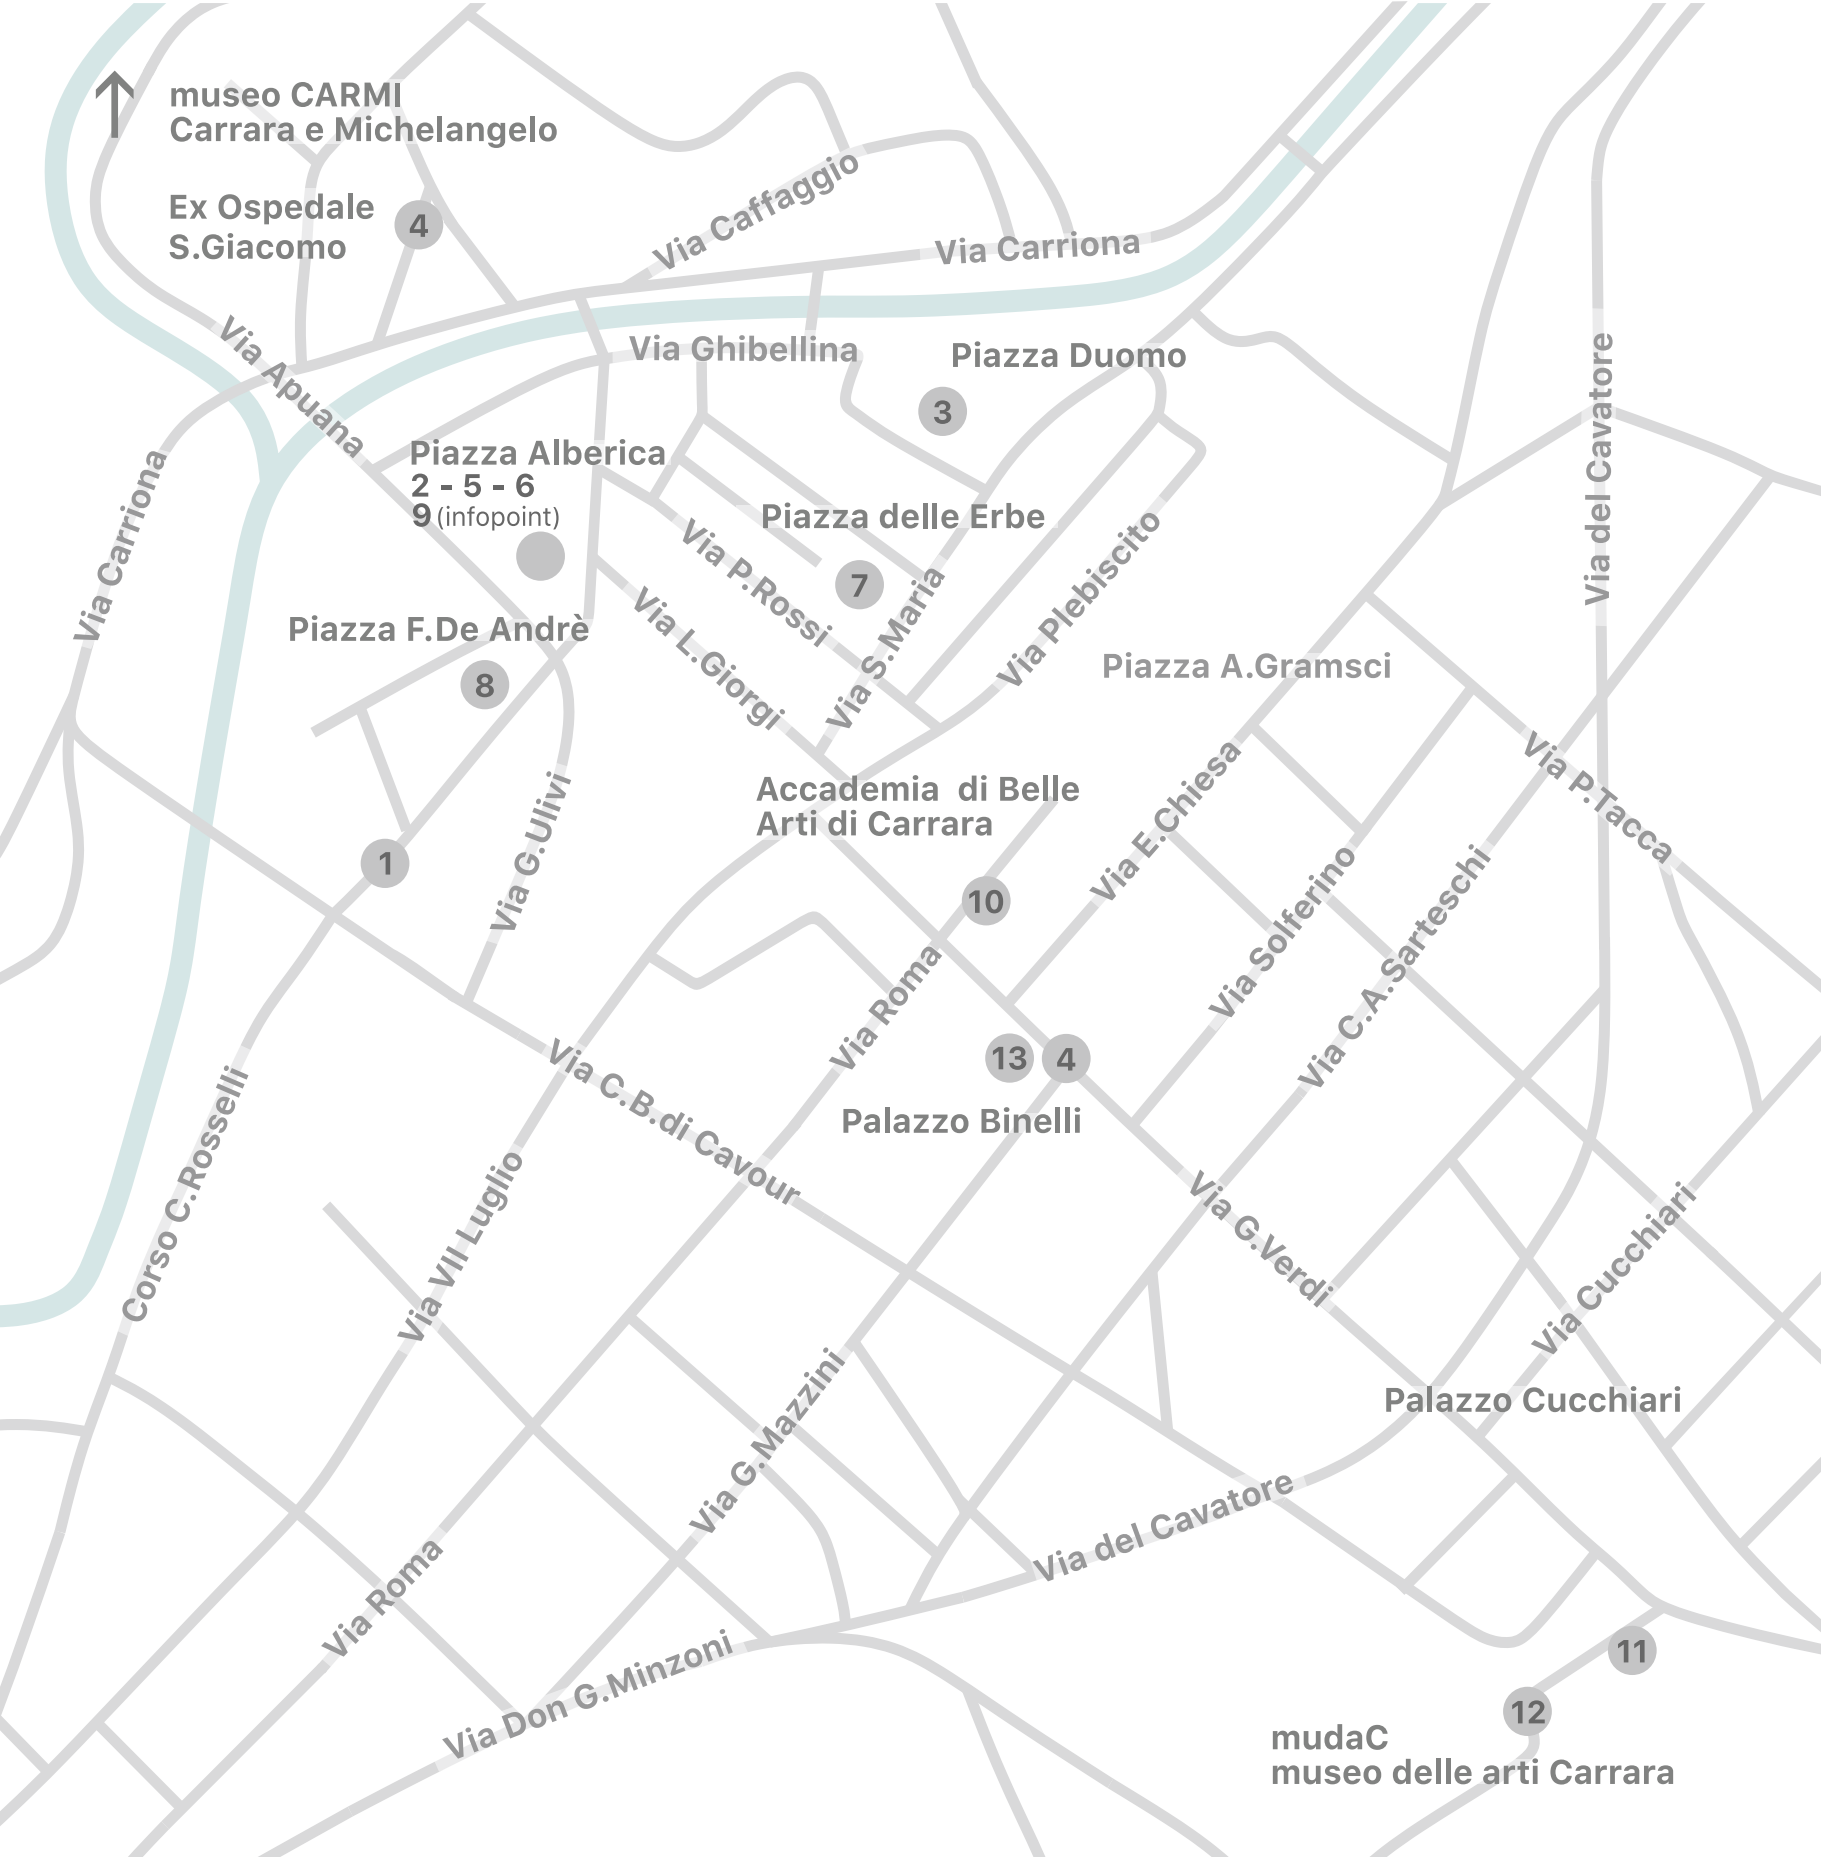 museo CARMI
Carrara e Michelangelo
Ex Ospedale
S.Giacomo
4
Via Caffaggio
Via Carriona
Via Apuana
Via Ghibellina
Piazza Duomo
3
Via del Cavatore
Via Carriona
Piazza Alberica
2 - 5 - 6
9 (infopoint)
Piazza delle Erbe
7
Via P.Rossi
Via S.Maria
Via Plebiscito
Via L.Giorgi
Piazza F.De Andrè
8
Piazza A.Gramsci
1
Via G.Ulivi
Accademia  di Belle
Arti di Carrara
10
Via E.Chiesa
Via Solferino
Via C.A.Sarteschi
Via P.Tacca
Via Roma
13
4
Palazzo Binelli
Via C.B.di Cavour
Corso C.Rosselli
Via VII Luglio
Via G.Verdi
Via Cucchiari
Palazzo Cucchiari
Via G.Mazzini
Via del Cavatore
Via Roma
Via Don G.Minzoni
11
12
mudaC
museo delle arti Carrara